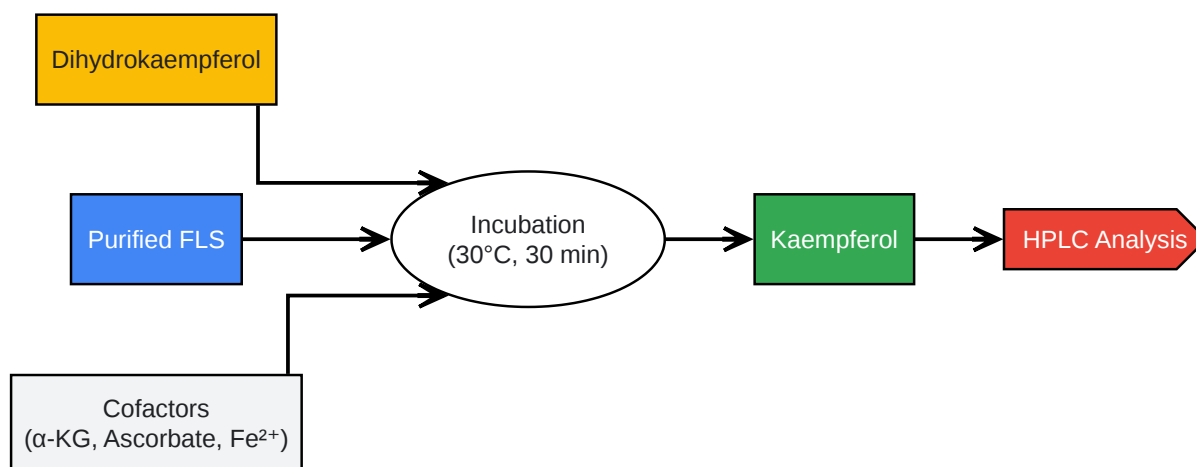 Dihydrokaempferol
Purified FLS
Cofactors
(α-KG, Ascorbate, Fe²⁺)
Incubation
(30°C, 30 min)
Kaempferol
HPLC Analysis